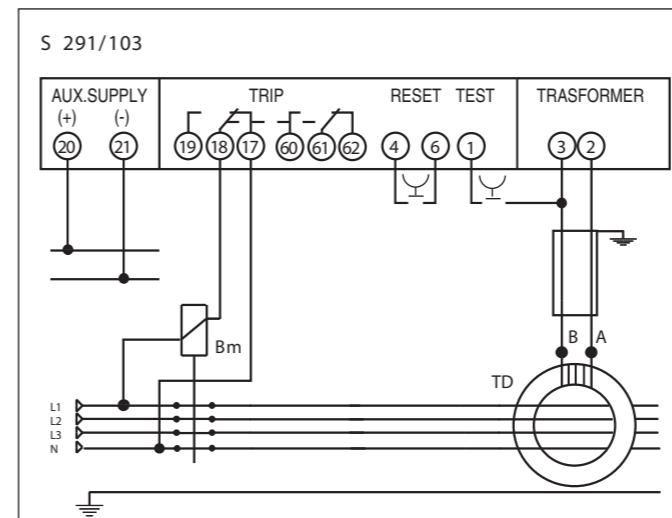 S 291/103
AUX.SUPPLY TRIP RESET TEST TRASFORMER
(+) (-)
20 21 19 18 17 60 61 62 4 6 1 3 2
Bm
B A
TD
L1
L2
L3
N